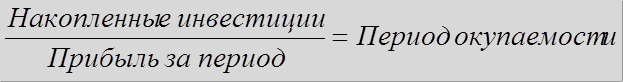 Накопленные инвестиции
Прибыль за период
= Период окупаемости